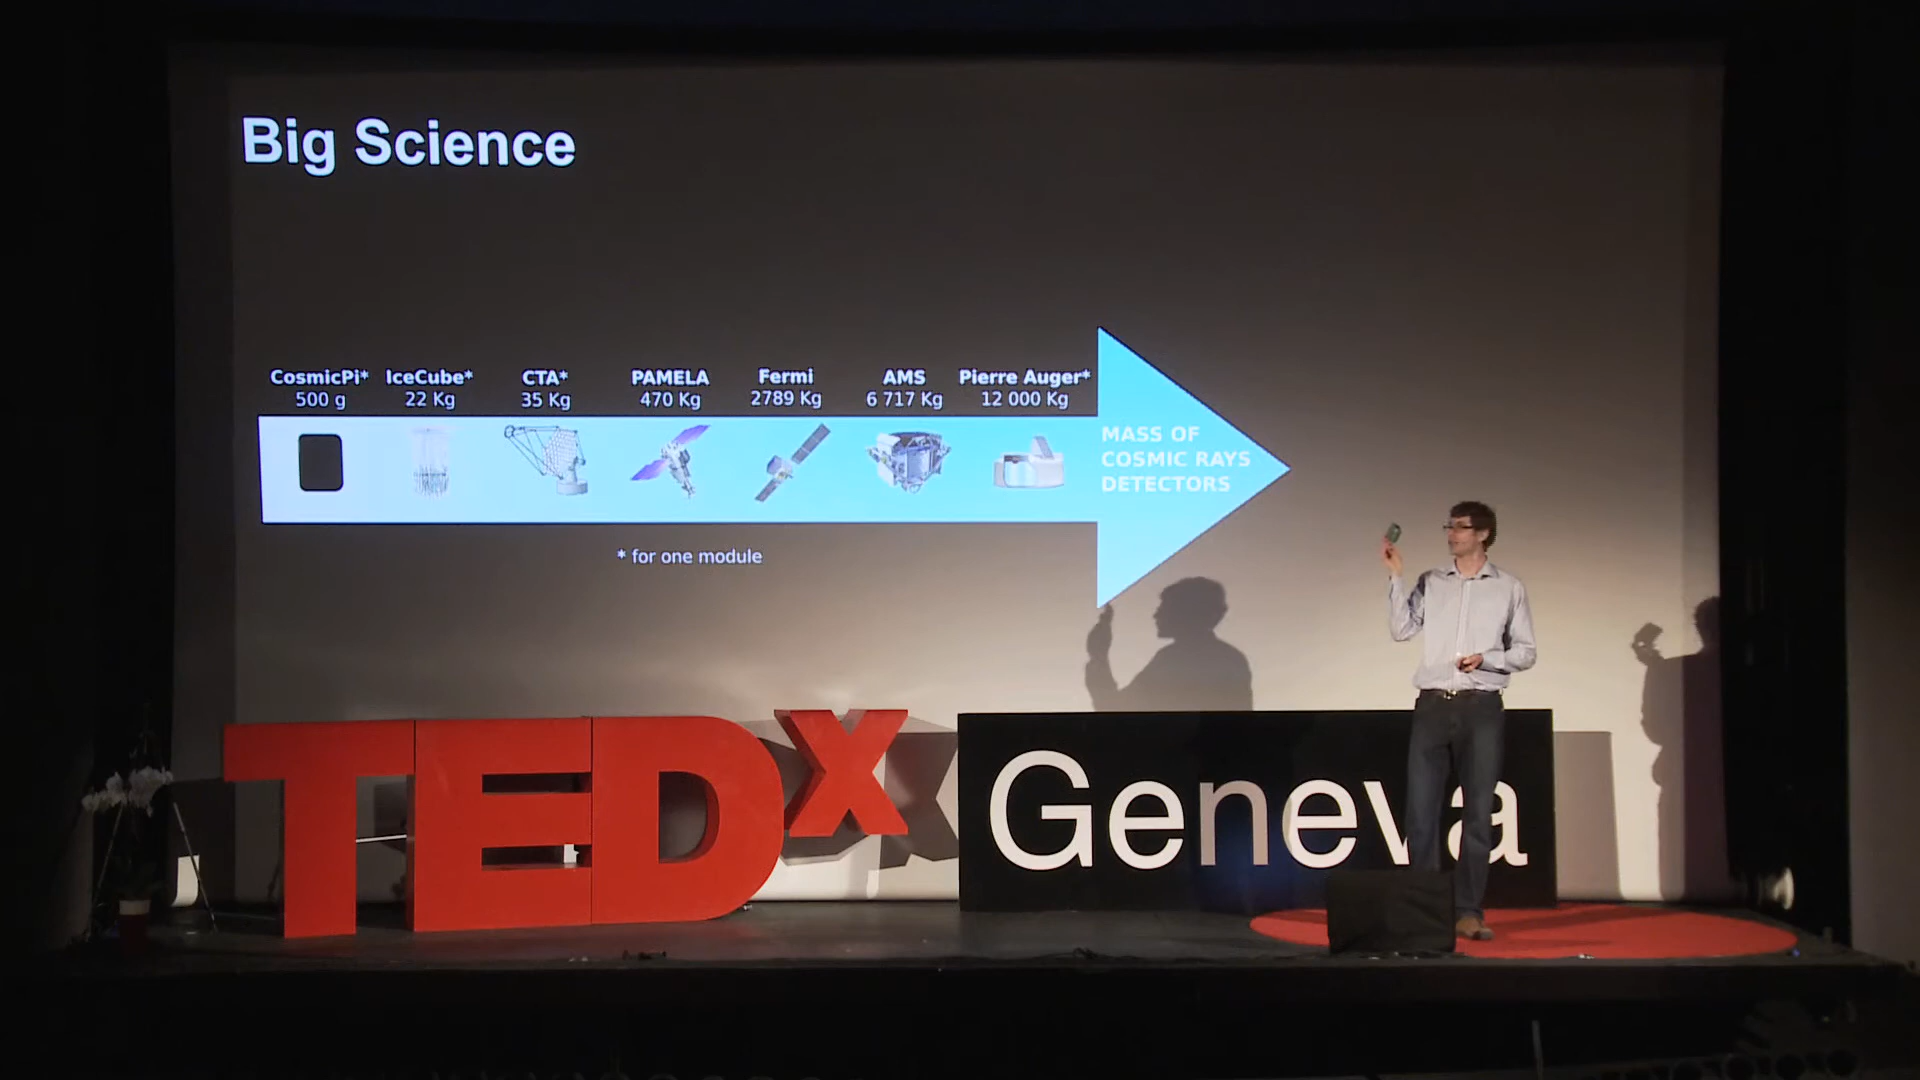 Big Science
CosmicPi* IceCube* CTA* PAMELA Fermi AMS Pierre Auger*
500 g 22 Kg 35 Kg 470 Kg 2789 Kg 6 717 Kg 12 000 Kg
MASS OF
COSMIC RAYS
DETECTORS
* for one module
TEDx Geneva